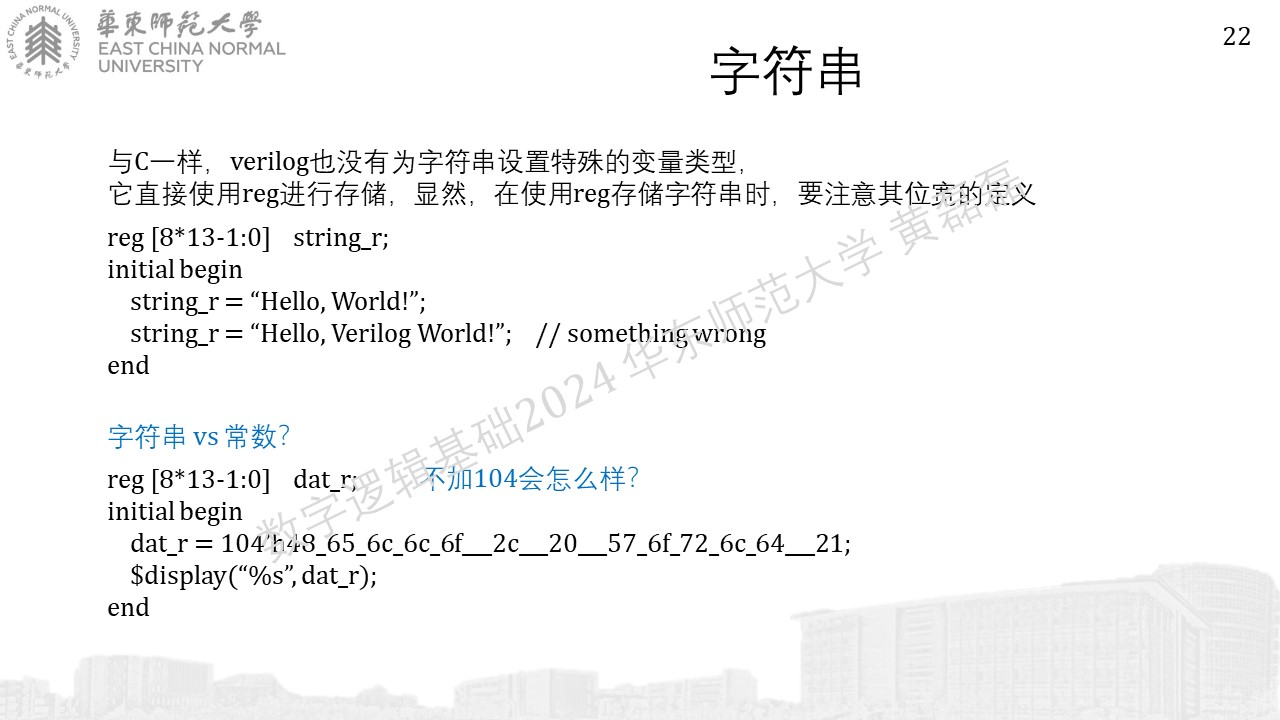 華東師範大學
EAST CHINA NORMAL
UNIVERSITY
EAST CHINA NORMAL UNIVERSITY
華東师范大学
22
字符串
与C一样，verilog也没有为字符串设置特殊的变量类型，
它直接使用reg进行存储，显然，在使用reg存储字符串时，要注意其位宽的定义
reg [8*13-1:0] string_r;
initial begin
string_r = “Hello, World!”;
string_r = “Hello, Verilog World!”; // something wrong
end
字符串 vs 常数？
reg [8*13-1:0] dat_r; 不加104会怎么样？
initial begin
dat_r = 104’h48_65_6c_6c_6f__2c__20__57_6f_72_6c_64__21;
$display(“%s”, dat_r);
end
数字逻辑基础2024 华东师范大学 黄磊磊